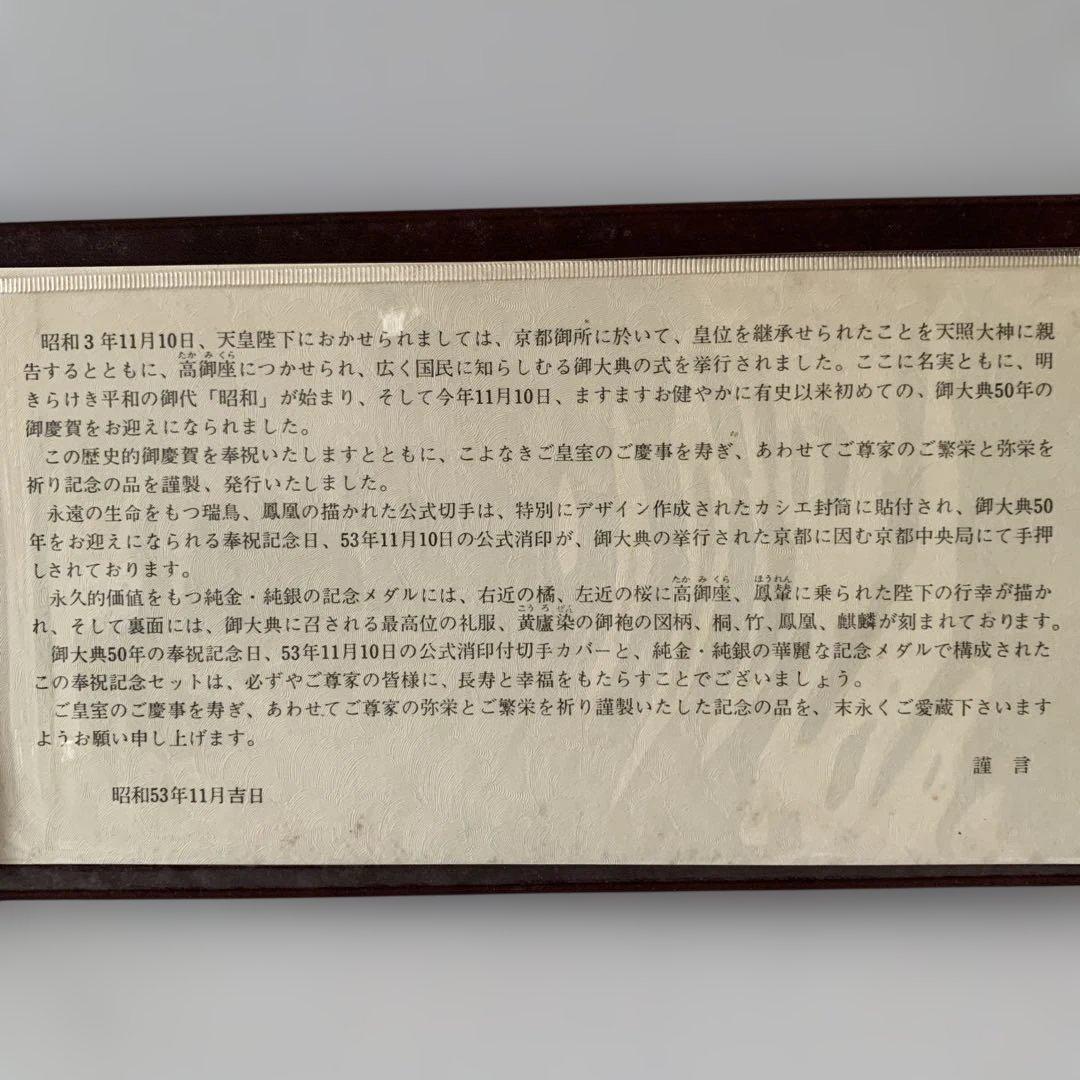 昭和3年11月10日、天皇陛下におかせられましては、京都御所に於いて、皇位を継承せられたことを天照大神に親
告するとともに、高御座につかせられ、広く国民に知らしむる御大典の式を挙行されました。ここに名実ともに、明
きらけき平和の御代「昭和」が始まり、そして今年11月10日、ますますお健やかに有史以来初めての、御大典50年の
御慶賀をお迎えになられました。
この歴史的御慶賀を奉祝いたしますとともに、こよなきご皇室のご慶事を寿ぎ、あわせてご尊家のご繁栄と弥栄を
祈り記念の品を謹製、発行いたしました。
永遠の生命をもつ瑞鳥、鳳凰の描かれた公式切手は、特別にデザイン作成されたカシエ封筒に貼付され、御大典50
年をお迎えになられる奉祝記念日、53年11月10日の公式消印が、御大典の挙行された京都に因む京都中央局にて手押
しされております。
永久的価値をもつ純金・純銀の記念メダルには、右近の橘、左近の桜に高御座、鳳輦に乗られた陛下の行幸が描か
れ、そして裏面には、御大典に召される最高位の礼服、黄廬染の御袍の図柄、桐、竹、鳳凰、麒麟が刻まれております。
御大典50年の奉祝記念日、53年11月10日の公式消印付切手カバーと、純金・純銀の華麗な記念メダルで構成された
この奉祝記念セットは、必ずやご尊家の皆様に、長寿と幸福をもたらすことでございましょう。
ご皇室のご慶事を寿ぎ、あわせてご尊家の弥栄とご繁栄を祈り謹製いたした記念の品を、末永くご愛蔵下さいます
ようお願い申し上げます。
謹 言
昭和53年11月吉日